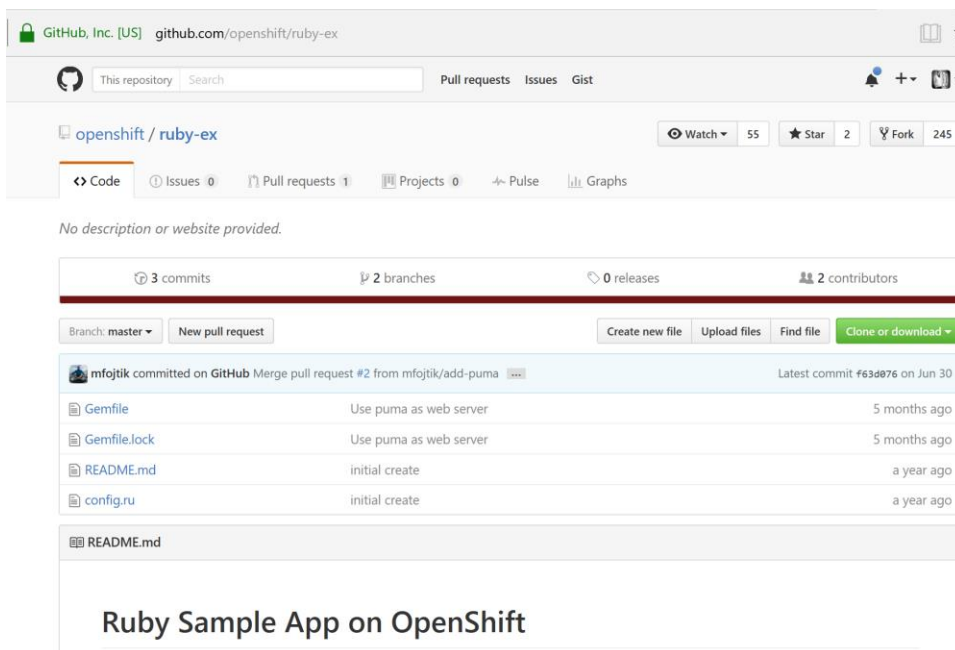 GitHub, Inc. [US] github.com/openshift/ruby-ex
This repository Search Pull requests Issues Gist
openshift / ruby-ex Watch 55 Star 2 Fork 245
Code Issues 0 Pull requests 1 Projects 0 Pulse Graphs
No description or website provided.
3 commits 2 branches 0 releases 2 contributors
Branch: master New pull request Create new file Upload files Find file Clone or download
mfojtik committed on GitHub Merge pull request #2 from mfojtik/add-puma ... Latest commit f63d076 on Jun 30
Gemfile Use puma as web server 5 months ago
Gemfile.lock Use puma as web server 5 months ago
README.md initial create a year ago
config.ru initial create a year ago
README.md
Ruby Sample App on OpenShift